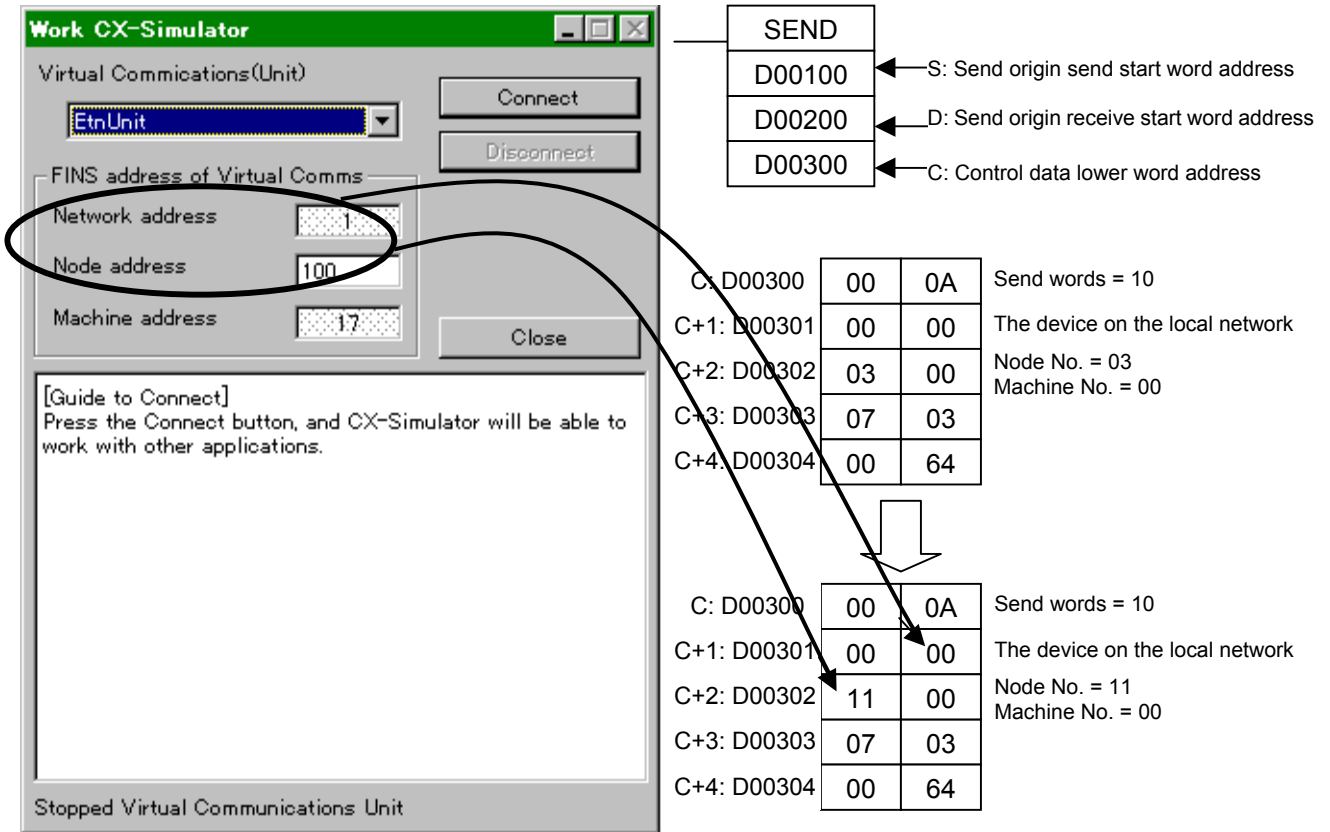 Work CX-Simulator
Virtual Commications(Unit)
EtnUnit
Connect
Disconnect
FINS address of Virtual Comms
Network address
1
Node address
100
Machine address
17
Close
[Guide to Connect]
Press the Connect button, and CX-Simulator will be able to
work with other applications.
Stopped Virtual Communications Unit
SEND
D00100 S: Send origin send start word address
D00200 D: Send origin receive start word address
D00300 C: Control data lower word address
C: D00300 00 0A Send words = 10
C+1: D00301 00 00 The device on the local network
C+2: D00302 03 00 Node No. = 03
Machine No. = 00
C+3: D00303 07 03
C+4: D00304 00 64
C: D00300 00 0A Send words = 10
C+1: D00301 00 00 The device on the local network
C+2: D00302 11 00 Node No. = 11
Machine No. = 00
C+3: D00303 07 03
C+4: D00304 00 64